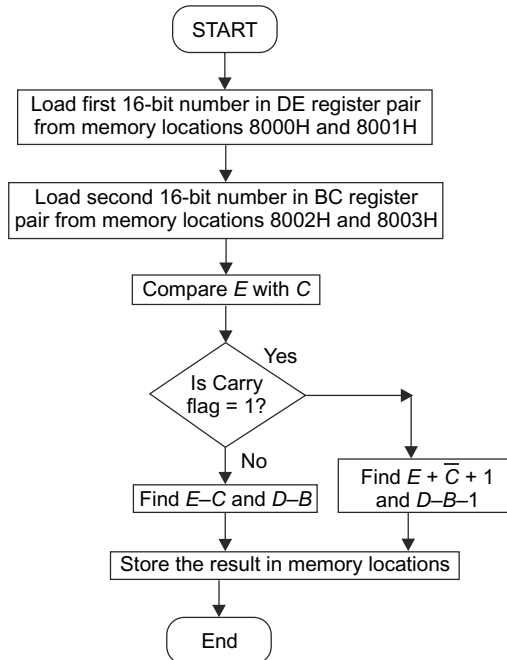 START
Load first 16-bit number in DE register pair
from memory locations 8000H and 8001H
Load second 16-bit number in BC register
pair from memory locations 8002H and 8003H
Compare E with C
Yes
Is Carry
flag = 1?
No
Find E + C̅ + 1
and D–B–1
Find E–C and D–B
Store the result in memory locations
End